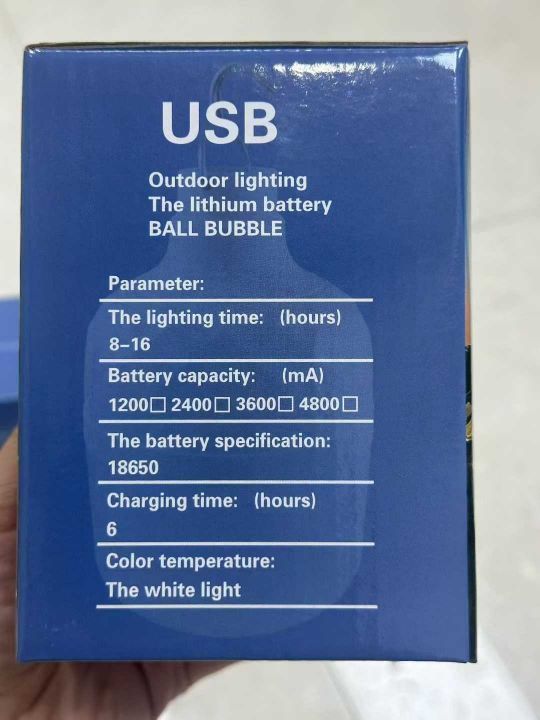 USB
Outdoor lighting
The lithium battery
BALL BUBBLE
Parameter:
The lighting time: (hours)
8-16
Battery capacity: (mA)
1200□ 2400□ 3600□ 4800□
The battery specification:
18650
Charging time: (hours)
6
Color temperature:
The white light